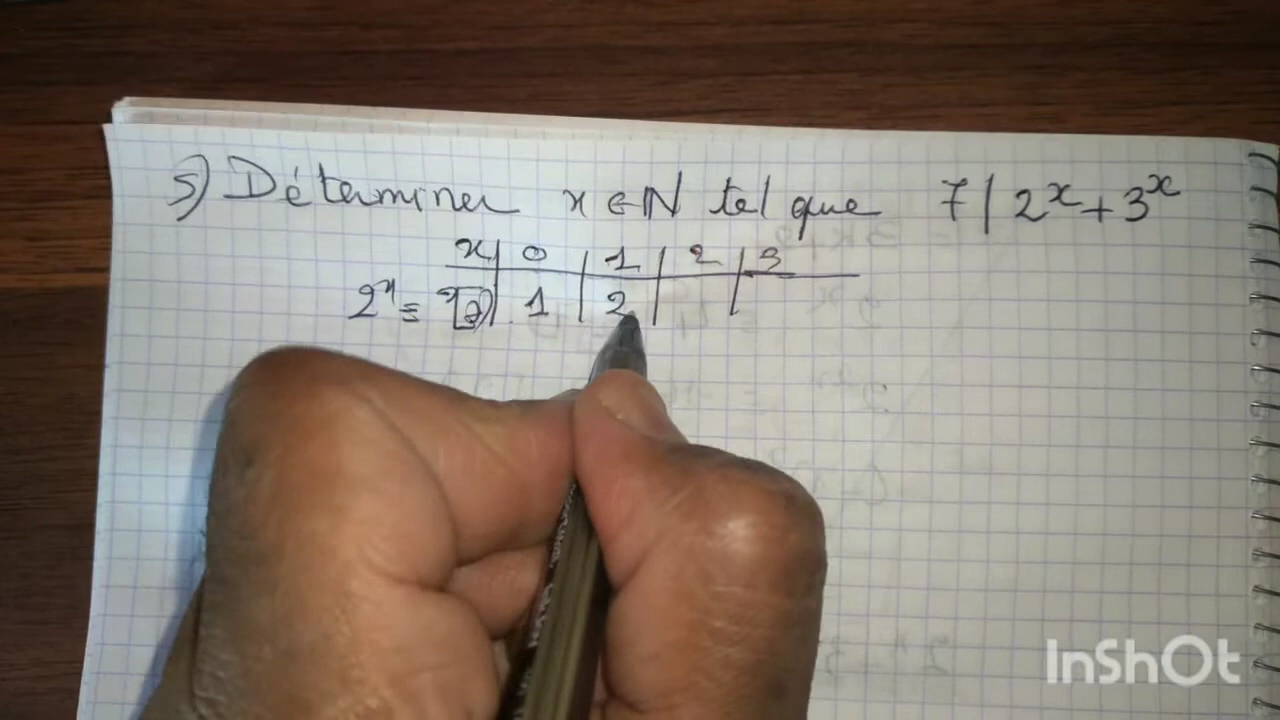 5) Déterminer x ∈ ℕ tel que 7 | 2^x + 3^x
x | 0 | 1 | 2 | 3
2^x ≡ [7] | 1 | 2 |
InShOt